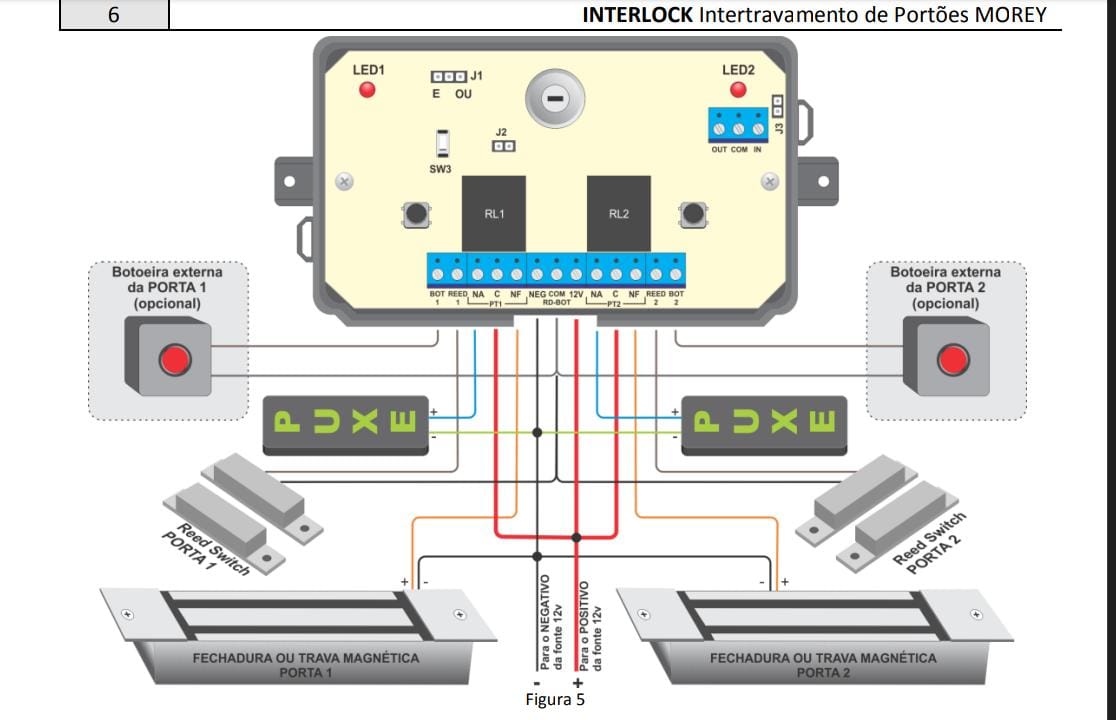 6
INTERLOCK Intertravamento de Portões MOREY
LED1
J1
E OU
LED2
J3
OUT COM IN
J2
SW3
RL1
RL2
BOT 1
REED 1
NA C NF
PT1
NEG COM 12V
RD-BOT
NA C NF
PT2
REED 2
BOT 2
Botoeira externa
da PORTA 1
(opcional)
Botoeira externa
da PORTA 2
(opcional)
PUXE
+
-
PUXE
+
-
Reed Switch
PORTA 1
Reed Switch
PORTA 2
+ -
- +
Para o NEGATIVO
da fonte 12v
Para o POSITIVO
da fonte 12v
FECHADURA OU TRAVA MAGNÉTICA
PORTA 1
FECHADURA OU TRAVA MAGNÉTICA
PORTA 2
- +
Figura 5